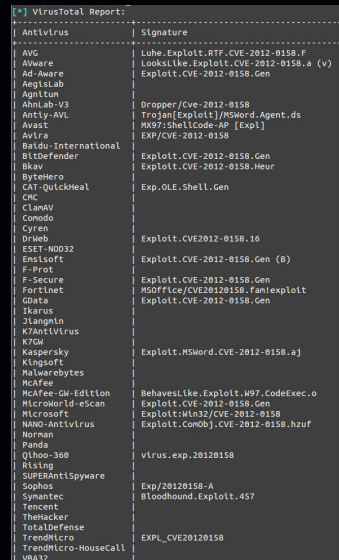 [*] VirusTotal Report:
+---------------------+---------------------------------
| Antivirus | Signature
+---------------------+---------------------------------
| AVG | Luhe.Exploit.RTF.CVE-2012-0158.F
| AVware | LooksLike.Exploit.CVE-2012-0158.a (v)
| Ad-Aware | Exploit.CVE-2012-0158.Gen
| AegisLab |
| Agnitum |
| AhnLab-V3 | Dropper/Cve-2012-0158
| Antiy-AVL | Trojan[Exploit]/MSWord.Agent.ds
| Avast | MX97:ShellCode-AP [Expl]
| Avira | EXP/CVE-2012-0158
| Baidu-International |
| BitDefender | Exploit.CVE-2012-0158.Gen
| Bkav | Exploit.CVE-2012-0158.Heur
| ByteHero |
| CAT-QuickHeal | Exp.OLE.Shell.Gen
| CMC |
| ClamAV |
| Comodo |
| Cyren |
| DrWeb | Exploit.CVE2012-0158.16
| ESET-NOD32 |
| Emsisoft | Exploit.CVE-2012-0158.Gen (B)
| F-Prot |
| F-Secure | Exploit.CVE-2012-0158.Gen
| Fortinet | MSOffice/CVE20120158.fam!exploit
| GData | Exploit.CVE-2012-0158.Gen
| Ikarus |
| Jiangmin |
| K7AntiVirus |
| K7GW |
| Kaspersky | Exploit.MSWord.CVE-2012-0158.aj
| Kingsoft |
| Malwarebytes |
| McAfee |
| McAfee-GW-Edition | BehavesLike.Exploit.W97.CodeExec.o
| MicroWorld-eScan | Exploit.CVE-2012-0158.Gen
| Microsoft | Exploit:Win32/CVE-2012-0158
| NANO-Antivirus | Exploit.ComObj.CVE-2012-0158.hzuf
| Norman |
| Panda |
| Qihoo-360 | virus.exp.20120158
| Rising |
| SUPERAntiSpyware |
| Sophos | Exp/20120158-A
| Symantec | Bloodhound.Exploit.457
| Tencent |
| TheHacker |
| TotalDefense |
| TrendMicro | EXPL_CVE20120158
| TrendMicro-HouseCall |
| VBA32 |